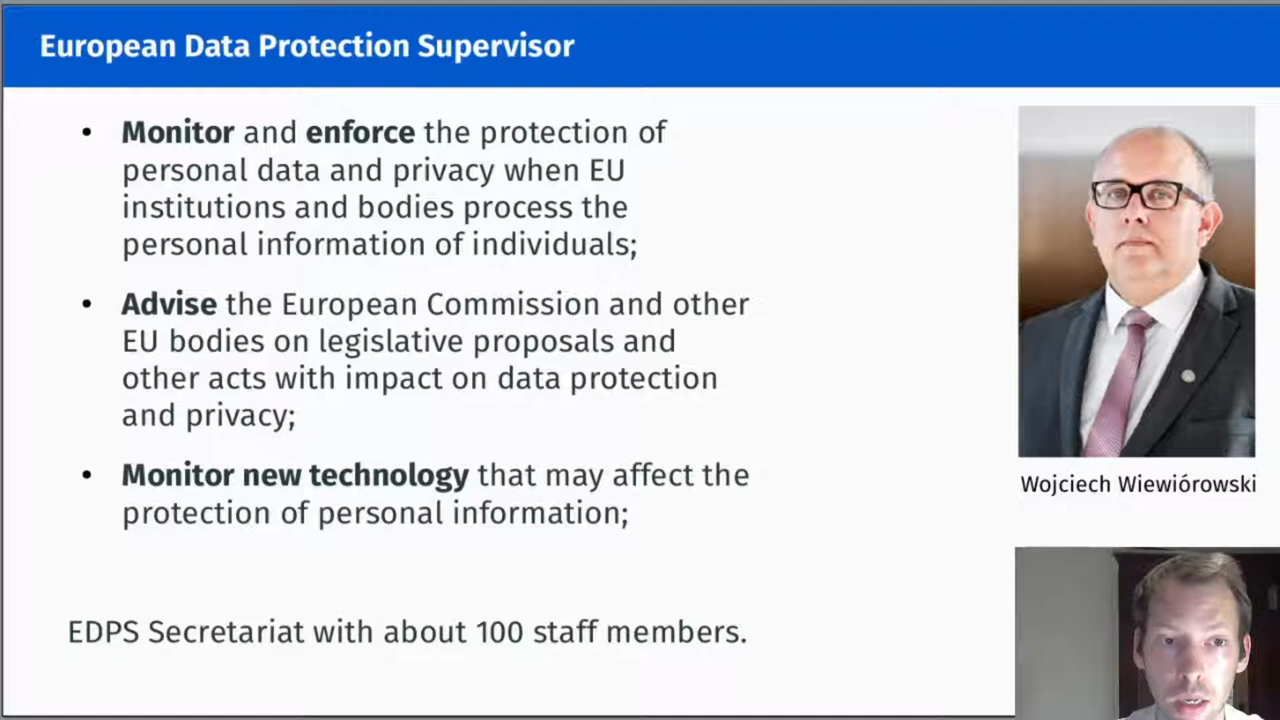 European Data Protection Supervisor
• Monitor and enforce the protection of
personal data and privacy when EU
institutions and bodies process the
personal information of individuals;
• Advise the European Commission and other
EU bodies on legislative proposals and
other acts with impact on data protection
and privacy;
• Monitor new technology that may affect the
protection of personal information;
EDPS Secretariat with about 100 staff members.
Wojciech Wiewiórowski